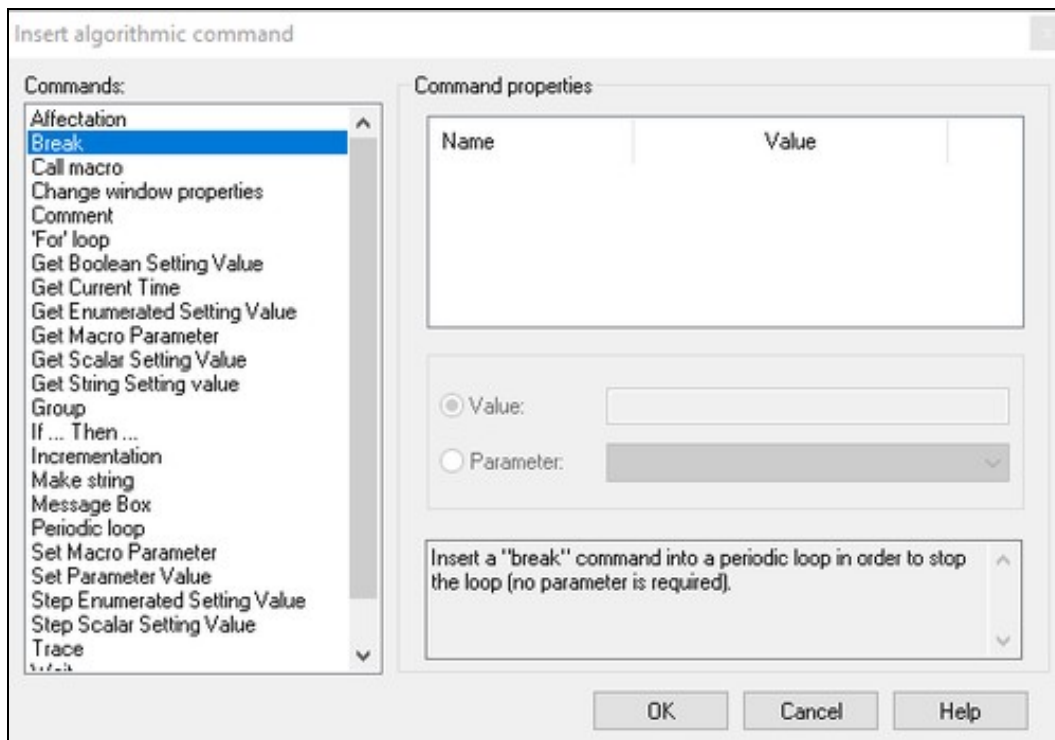 Insert algorithmic command
Commands:
Affectation
Break
Call macro
Change window properties
Comment
'For' loop
Get Boolean Setting Value
Get Current Time
Get Enumerated Setting Value
Get Macro Parameter
Get Scalar Setting Value
Get String Setting value
Group
If ... Then ...
Incrementation
Make string
Message Box
Periodic loop
Set Macro Parameter
Set Parameter Value
Step Enumerated Setting Value
Step Scalar Setting Value
Trace
Command properties
Name Value
Value:
Parameter:
Insert a "break" command into a periodic loop in order to stop
the loop (no parameter is required).
OK Cancel Help